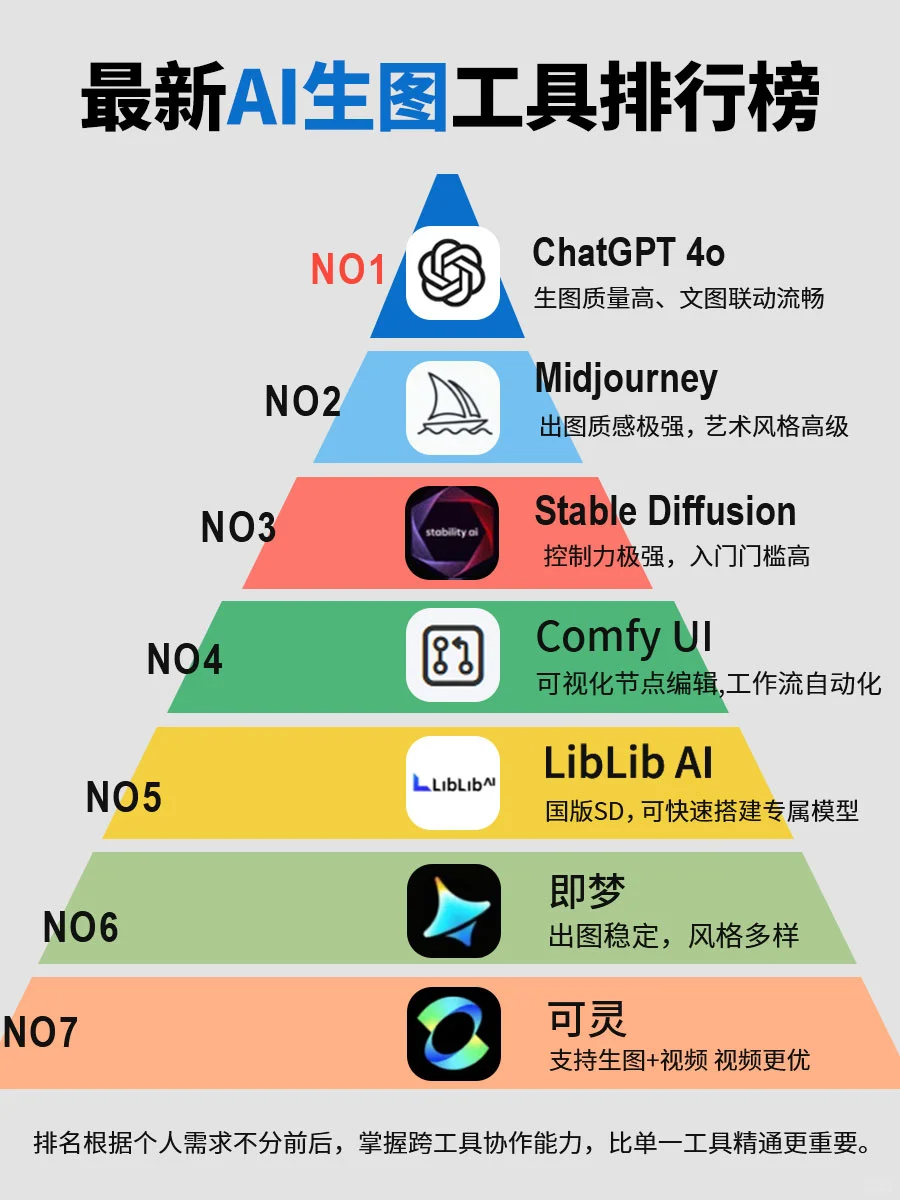 最新AI生图工具排行榜
NO1
ChatGPT 4o
生图质量高、文图联动流畅
NO2
Midjourney
出图质感极强，艺术风格高级
NO3
stability ai
Stable Diffusion
控制力极强，入门门槛高
NO4
Comfy UI
可视化节点编辑,工作流自动化
NO5
LIBLIBAI
LibLib AI
国版SD，可快速搭建专属模型
NO6
即梦
出图稳定，风格多样
NO7
可灵
支持生图+视频 视频更优
排名根据个人需求不分前后，掌握跨工具协作能力，比单一工具精通更重要。